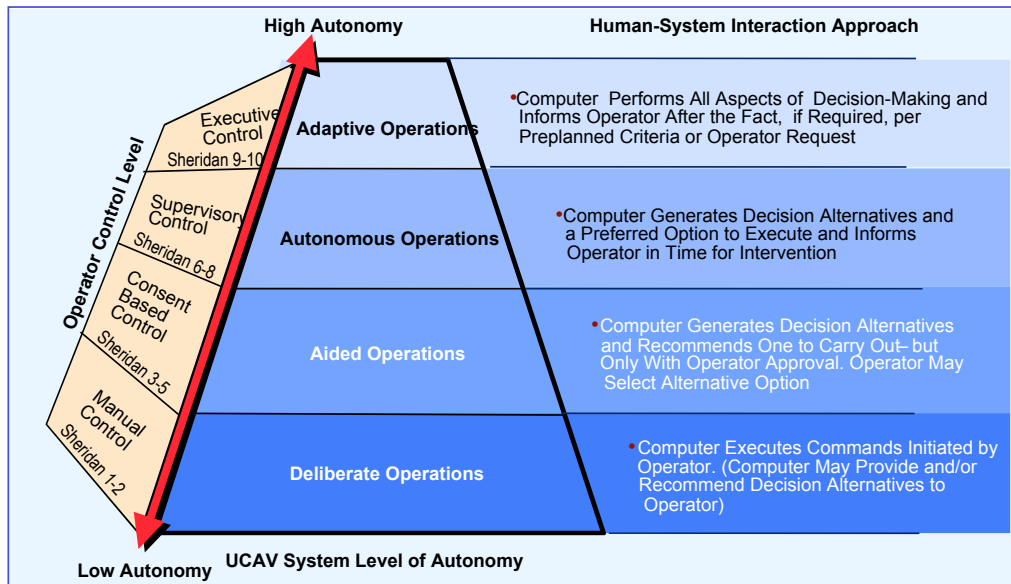 High Autonomy
Human-System Interaction Approach
Operator Control Level
Executive
Control
Sheridan 9-10
Adaptive Operations
•Computer Performs All Aspects of Decision-Making and
Informs Operator After the Fact, if Required, per
Preplanned Criteria or Operator Request
Supervisory
Control
Sheridan 6-8
Autonomous Operations
•Computer Generates Decision Alternatives and
a Preferred Option to Execute and Informs
Operator in Time for Intervention
Consent
Based
Control
Sheridan 3-5
Aided Operations
•Computer Generates Decision Alternatives
and Recommends One to Carry Out– but
Only With Operator Approval. Operator May
Select Alternative Option
Manual
Control
Sheridan 1-2
Deliberate Operations
•Computer Executes Commands Initiated by
Operator. (Computer May Provide and/or
Recommend Decision Alternatives to
Operator)
UCAV System Level of Autonomy
Low Autonomy